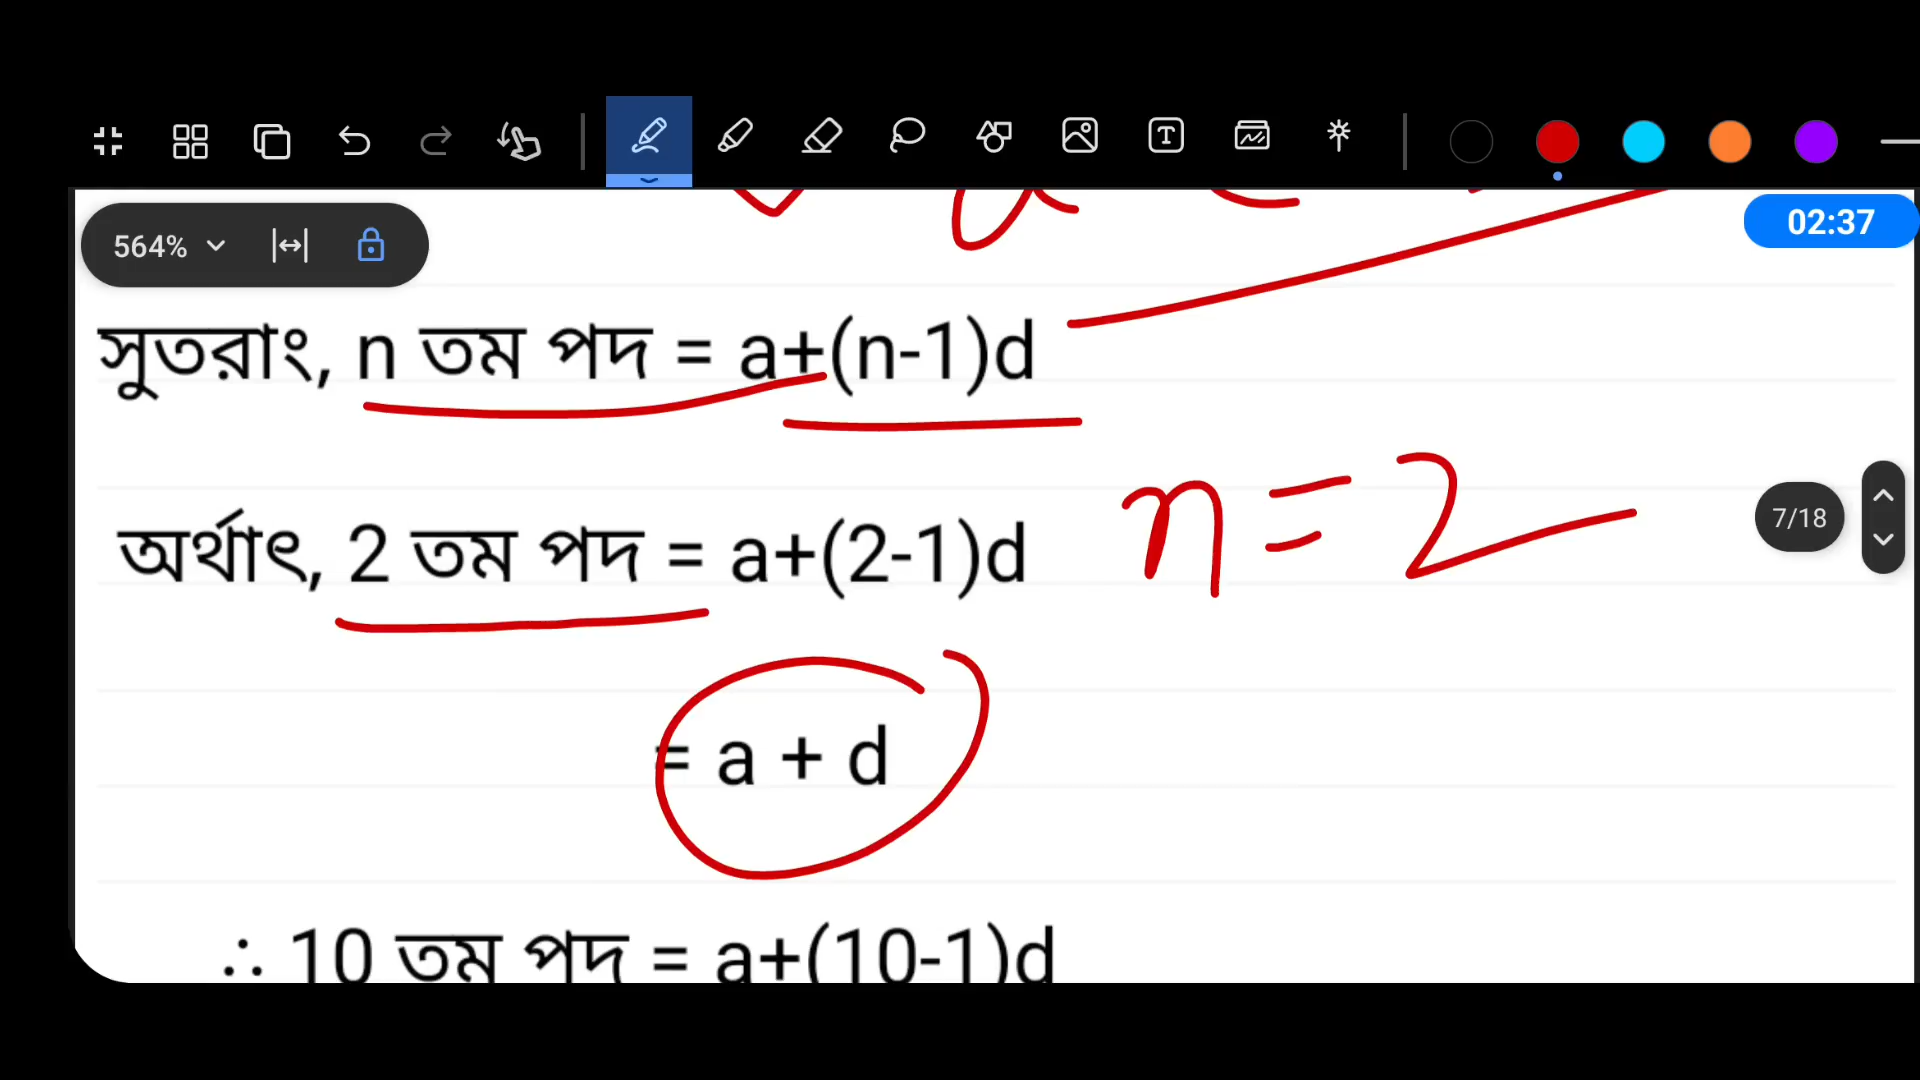 564%
02:37
সুতরাং, n তম পদ = a+(n-1)d
n=2
7/18
অর্থাৎ, 2 তম পদ = a+(2-1)d
= a + d
∴ 10 তম পদ = a+(10-1)d